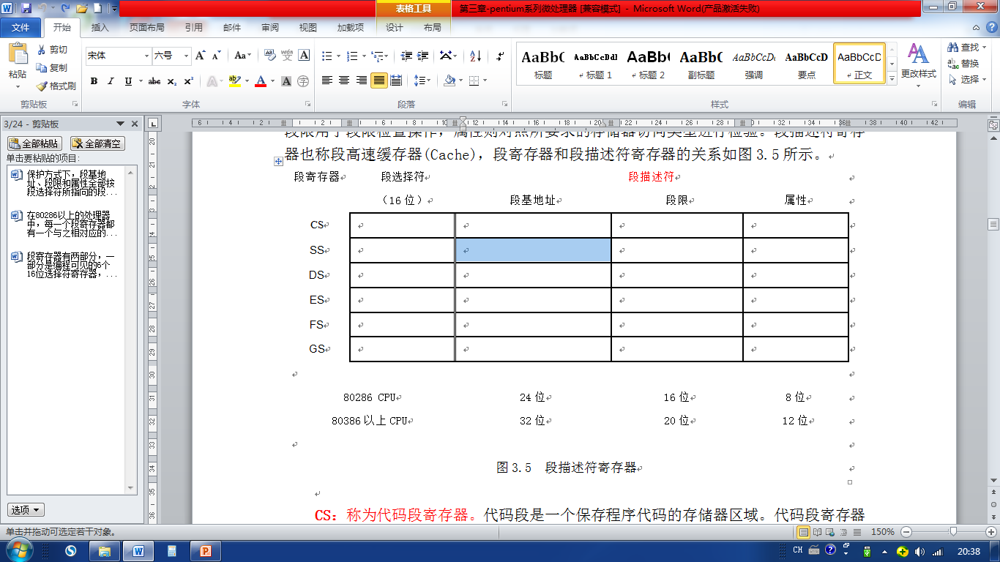 表格工具
第三章-pentium系列微处理器 [兼容模式] - Microsoft Word(产品激活失败)
文件 开始 插入 页面布局 引用 邮件 审阅 视图 加载项 设计 布局
粘贴 剪切 复制 格式刷
宋体 六号
AaBbC 标题
AaBbCcDdI 标题 1
AaBbC 标题 2
AaBbC 副标题
AaBbCcDd 强调
AaBbCcD 要点
AaBbCcD 正文
更改样式
查找 替换 选择
剪贴板 字体 段落 样式 编辑
3/24 - 剪贴板
全部粘贴 全部清空
单击要粘贴的项目:
保护方式下，段基地
址、段限和属性全部按
段选择符所指向的段...
在80286以上的处理器
中，每一个段寄存器都
有一个与之相对应的...
段寄存器有两部分，一
部分是编程可见的6个
16位选择符寄存器，...
选项
段限用于段限检查操作，属性则对照所要求的存储器访问类型进行检验。段描述符寄存
器也称段高速缓存器(Cache)，段寄存器和段描述符寄存器的关系如图3.5所示。
段寄存器 段选择符 段描述符
（16位） 段基地址 段限 属性
CS
SS
DS
ES
FS
GS
80286 CPU 24位 16位 8位
80386以上CPU 32位 20位 12位
图3.5 段描述符寄存器
CS：称为代码段寄存器。代码段是一个保存程序代码的存储器区域。代码段寄存器
单击并拖动可选定若干对象。
150%
CH
20:38